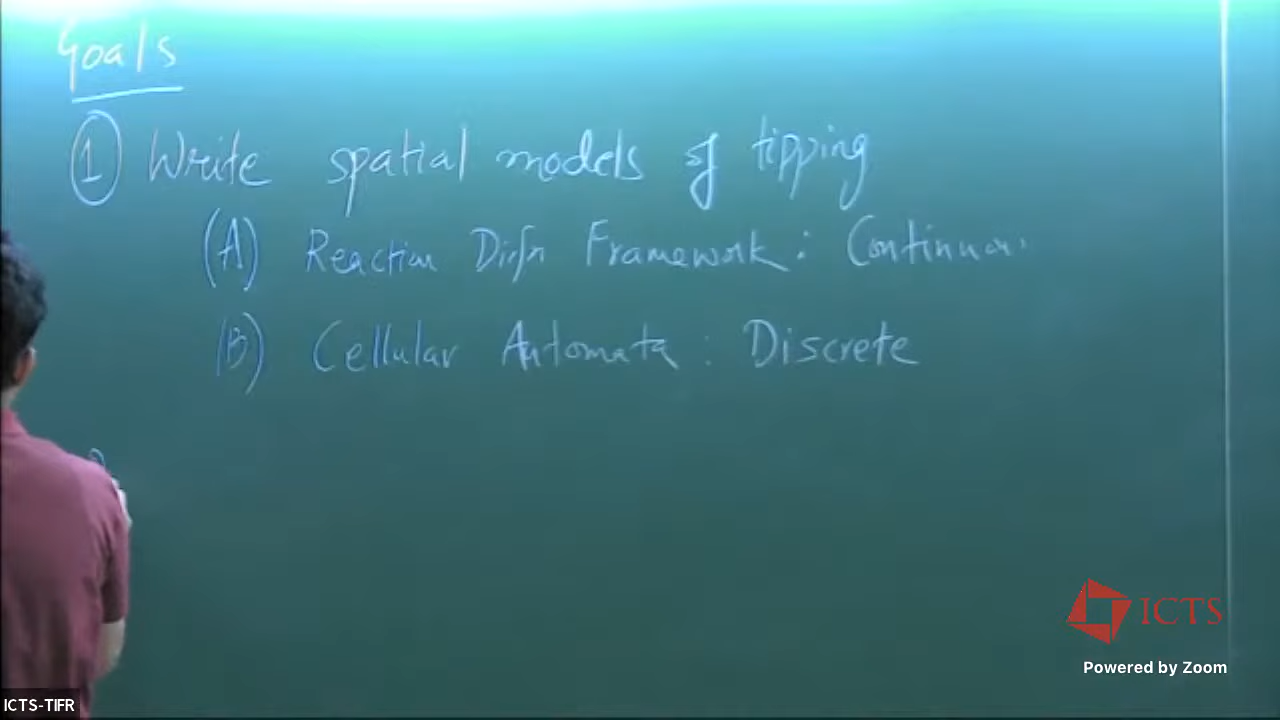 Goals
① Write spatial models of tipping
(A) Reaction Framework : Continuous
(B) Cellular Automata : Discrete
ICTS
Powered by Zoom
ICTS-TIFR